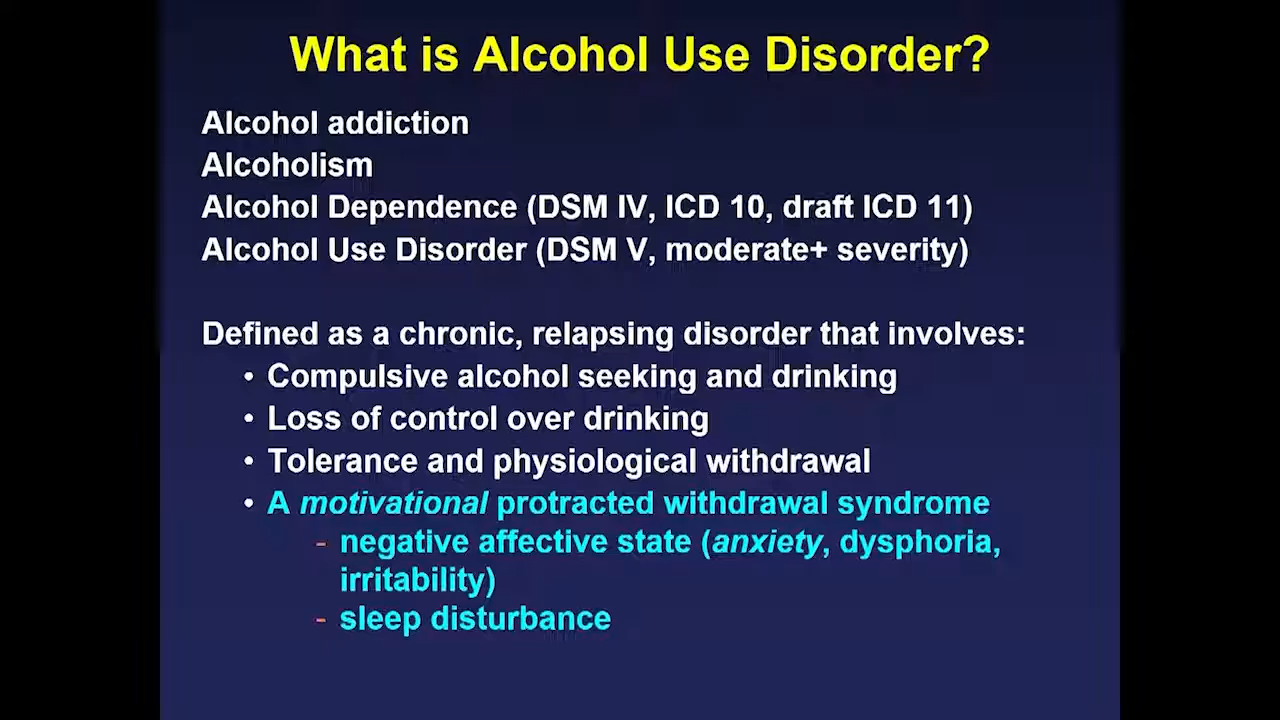 What is Alcohol Use Disorder?
Alcohol addiction
Alcoholism
Alcohol Dependence (DSM IV, ICD 10, draft ICD 11)
Alcohol Use Disorder (DSM V, moderate+ severity)
Defined as a chronic, relapsing disorder that involves:
• Compulsive alcohol seeking and drinking
• Loss of control over drinking
• Tolerance and physiological withdrawal
• A motivational protracted withdrawal syndrome
- negative affective state (anxiety, dysphoria,
irritability)
- sleep disturbance